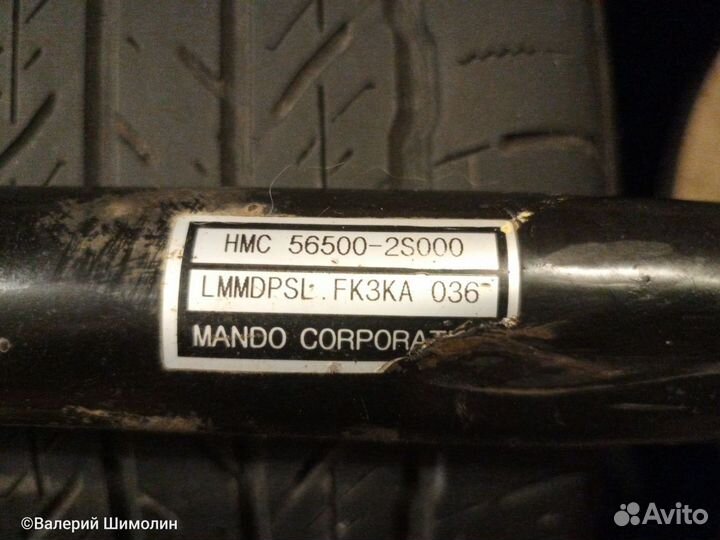 HMC 56500-2S000
LMMDPSL FK3KA 036
MANDO CORPORAT
©Валерий Шимолин
Avito